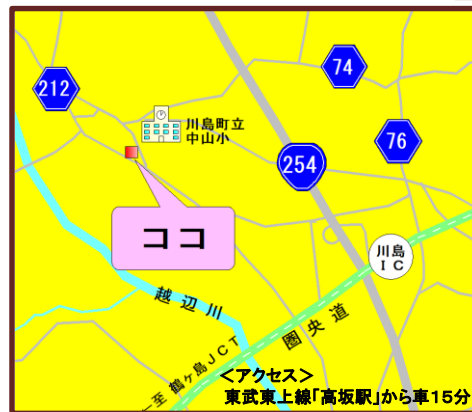 74
212
川島町立
中山小
76
254
ココ
川島
IC
越辺川
圏央道
←至 鶴ヶ島JCT
＜アクセス＞
東武東上線「高坂駅」から車15分